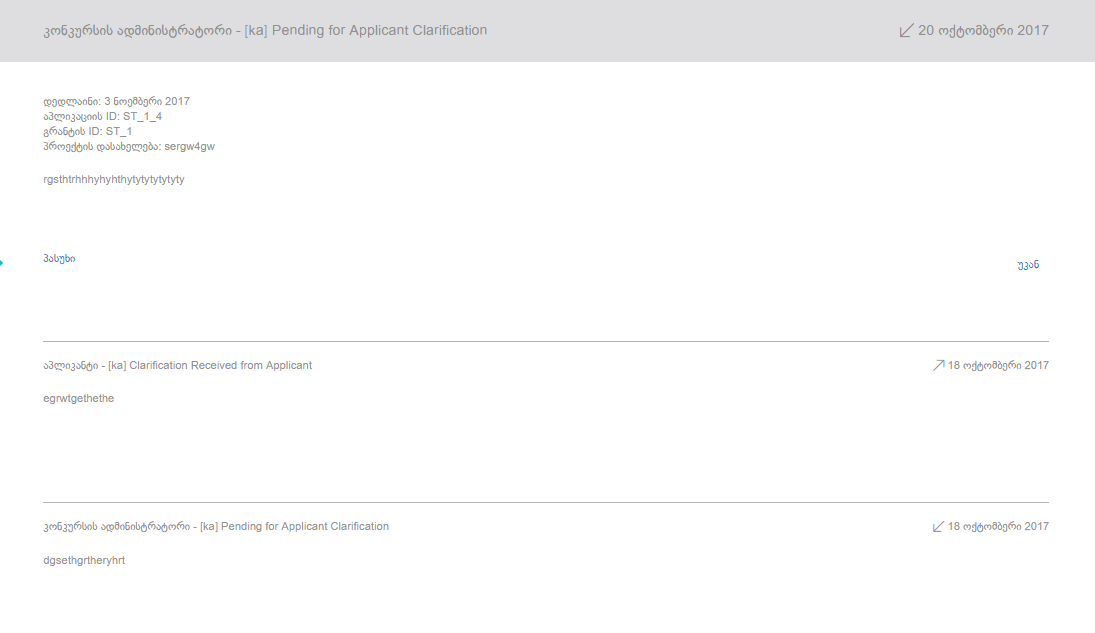 კონკურსის ადმინისტრატორი - [ka] Pending for Applicant Clarification
20 ოქტომბერი 2017
დედლაინი: 3 ნოემბერი 2017
აპლიკაციის ID: ST_1_4
გრანტის ID: ST_1
პროექტის დასახელება: sergw4gw
rgsthtrhhhyhyhthytytytytytyty
პასუხი
უკან
აპლიკანტი - [ka] Clarification Received from Applicant
18 ოქტომბერი 2017
egrwtgethethe
კონკურსის ადმინისტრატორი - [ka] Pending for Applicant Clarification
18 ოქტომბერი 2017
dgsethgrtheryhrt